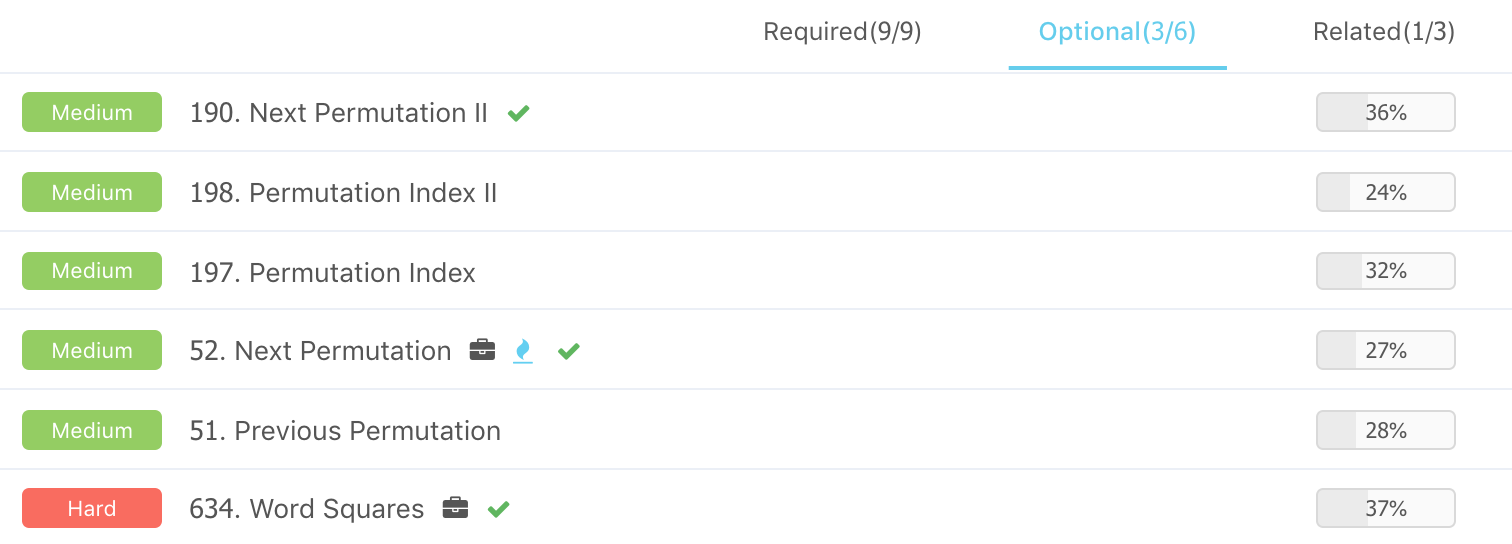 Required(9/9) Optional(3/6) Related(1/3)
Medium 190. Next Permutation II 36%
Medium 198. Permutation Index II 24%
Medium 197. Permutation Index 32%
Medium 52. Next Permutation 27%
Medium 51. Previous Permutation 28%
Hard 634. Word Squares 37%